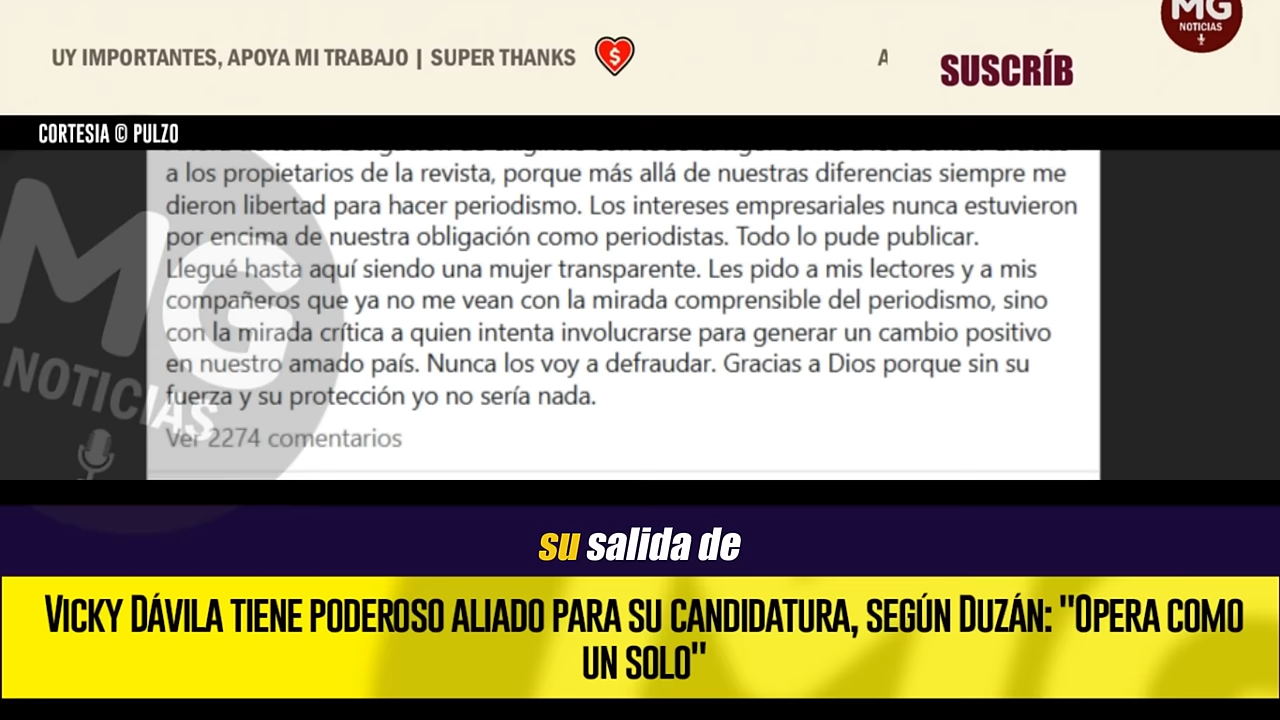 MG
NOTICIAS
UY IMPORTANTES, APOYA MI TRABAJO | SUPER THANKS
A
SUSCRÍB
CORTESIA © PULZO
a los propietarios de la revista, porque más allá de nuestras diferencias siempre me
dieron libertad para hacer periodismo. Los intereses empresariales nunca estuvieron
por encima de nuestra obligación como periodistas. Todo lo pude publicar.
Llegué hasta aquí siendo una mujer transparente. Les pido a mis lectores y a mis
compañeros que ya no me vean con la mirada comprensible del periodismo, sino
con la mirada crítica a quien intenta involucrarse para generar un cambio positivo
en nuestro amado país. Nunca los voy a defraudar. Gracias a Dios porque sin su
fuerza y su protección yo no sería nada.
Ver 2274 comentarios
MG
NOTICIAS
su salida de
VICKY DÁVILA TIENE PODEROSO ALIADO PARA SU CANDIDATURA, SEGÚN DUZÁN: "OPERA COMO
UN SOLO"